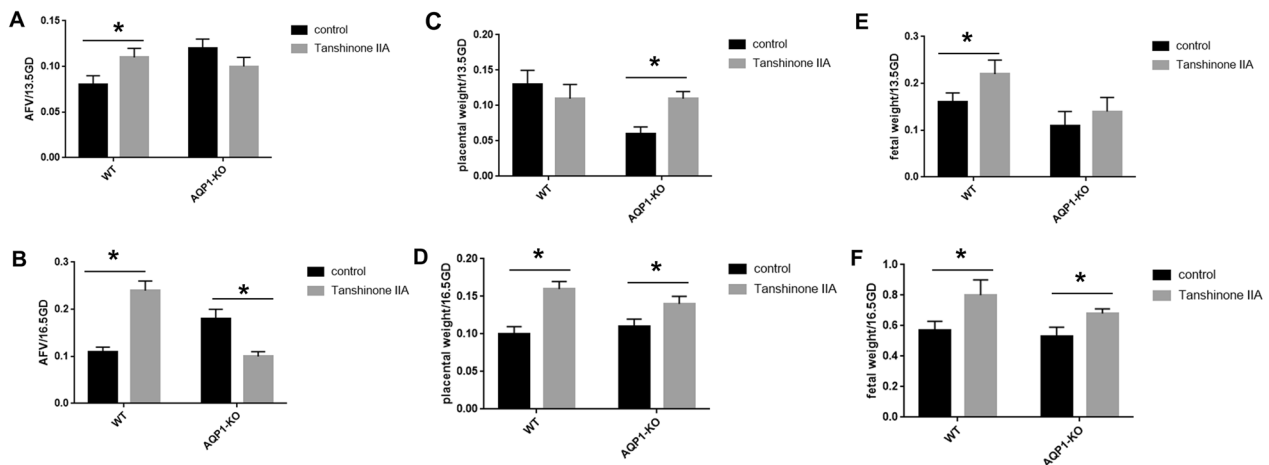 A
AFV/13.5GD
0.15
0.10
0.05
0.00
*
WT
AQP1-KO
control
Tanshinone IIA
C
placental weight/13.5GD
0.20
0.15
0.10
0.05
0.00
*
WT
AQP1-KO
control
Tanshinone IIA
E
fetal weight/13.5GD
0.3
0.2
0.1
0.0
*
WT
AQP1-KO
control
Tanshinone IIA
B
AFV/16.5GD
0.3
0.2
0.1
0.0
*
*
WT
AQP1-KO
control
Tanshinone IIA
D
placental weight/16.5GD
0.20
0.15
0.10
0.05
0.00
*
*
WT
AQP1-KO
control
Tanshinone IIA
F
fetal weight/16.5GD
1.0
0.8
0.6
0.4
0.2
0.0
*
*
WT
AQP1-KO
control
Tanshinone IIA